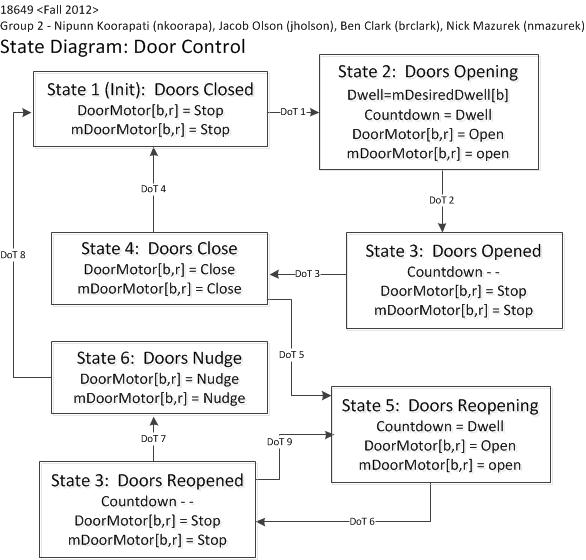 18649 <Fall 2012>
Group 2 - Nipunn Koorapati (nkoorapa), Jacob Olson (jholson), Ben Clark (brclark), Nick Mazurek (nmazurek)
State Diagram: Door Control
State 1 (Init): Doors Closed
DoorMotor[b,r] = Stop
mDoorMotor[b,r] = Stop
DoT 1
State 2: Doors Opening
Dwell=mDesiredDwell[b]
Countdown = Dwell
DoorMotor[b,r] = Open
mDoorMotor[b,r] = open
DoT 4
DoT 2
DoT 8
State 4: Doors Close
DoorMotor[b,r] = Close
mDoorMotor[b,r] = Close
DoT 3
State 3: Doors Opened
Countdown - -
DoorMotor[b,r] = Stop
mDoorMotor[b,r] = Stop
DoT 5
State 6: Doors Nudge
DoorMotor[b,r] = Nudge
mDoorMotor[b,r] = Nudge
State 5: Doors Reopening
Countdown = Dwell
DoorMotor[b,r] = Open
mDoorMotor[b,r] = open
DoT 7
DoT 9
State 3: Doors Reopened
Countdown - -
DoorMotor[b,r] = Stop
mDoorMotor[b,r] = Stop
DoT 6